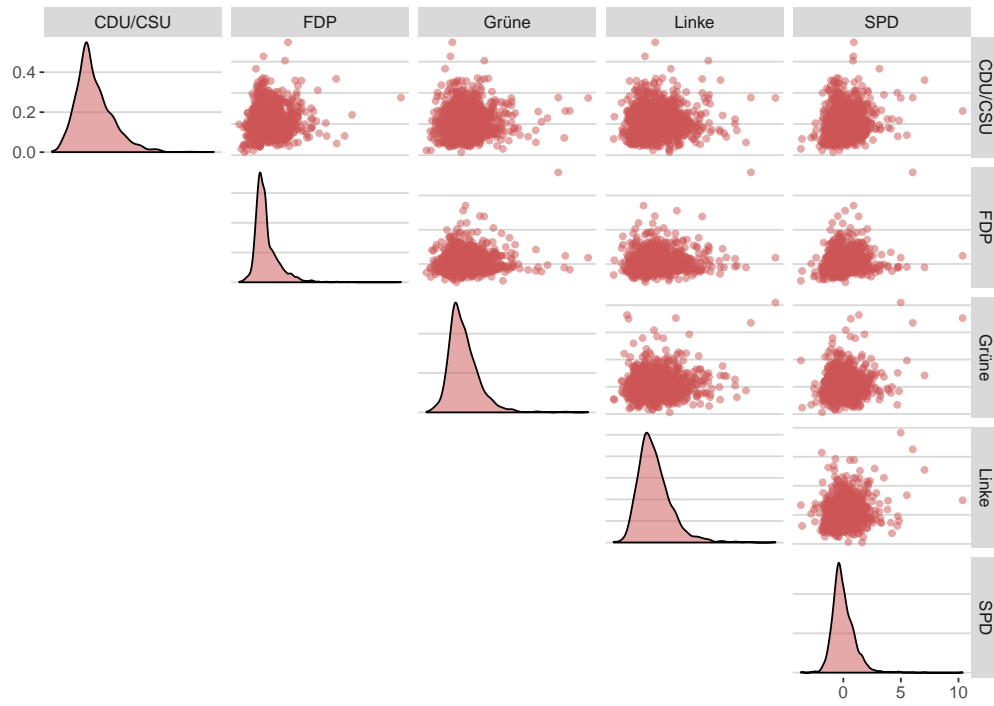 CDU/CSU
FDP
Grüne
Linke
SPD
0.4
0.2
0.0
CDU/CSU
FDP
Grüne
Linke
SPD
0
5
10